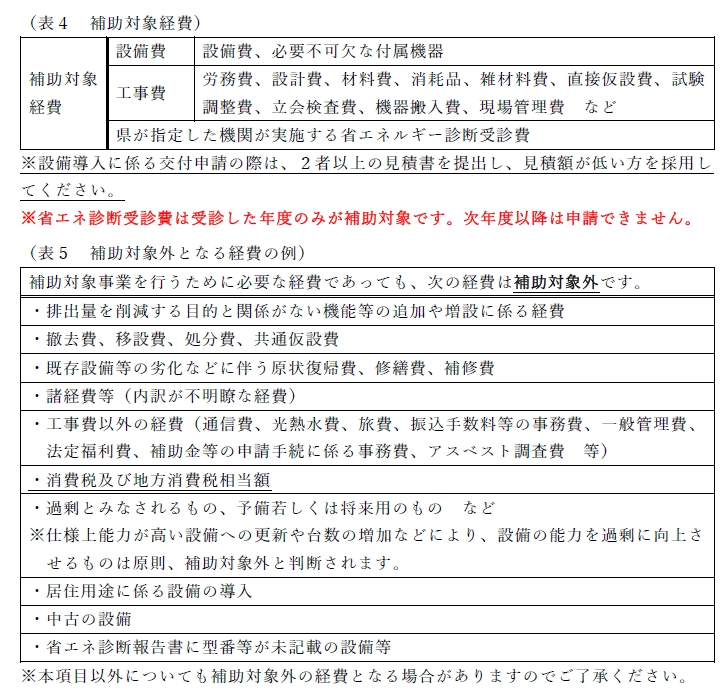 （表４　補助対象経費）
補助対象
経費
設備費
設備費、必要不可欠な付属機器
工事費
労務費、設計費、材料費、消耗品、雑材料費、直接仮設費、試験
調整費、立会検査費、機器搬入費、現場管理費　など
県が指定した機関が実施する省エネルギー診断受診費
※設備導入に係る交付申請の際は、２者以上の見積書を提出し、見積額が低い方を採用し
てください。
※省エネ診断受診費は受診した年度のみが補助対象です。次年度以降は申請できません。
（表５　補助対象外となる経費の例）
補助対象事業を行うために必要な経費であっても、次の経費は補助対象外です。
・排出量を削減する目的と関係がない機能等の追加や増設に係る経費
・撤去費、移設費、処分費、共通仮設費
・既存設備等の劣化などに伴う原状復帰費、修繕費、補修費
・諸経費等（内訳が不明瞭な経費）
・工事費以外の経費（通信費、光熱水費、旅費、振込手数料等の事務費、一般管理費、
法定福利費、補助金等の申請手続に係る事務費、アスベスト調査費　等）
・消費税及び地方消費税相当額
・過剰とみなされるもの、予備若しくは将来用のもの　など
※仕様上能力が高い設備への更新や台数の増加などにより、設備の能力を過剰に向上さ
せるものは原則、補助対象外と判断されます。
・居住用途に係る設備の導入
・中古の設備
・省エネ診断報告書に型番等が未記載の設備等
※本項目以外についても補助対象外の経費となる場合がありますのでご了承ください。